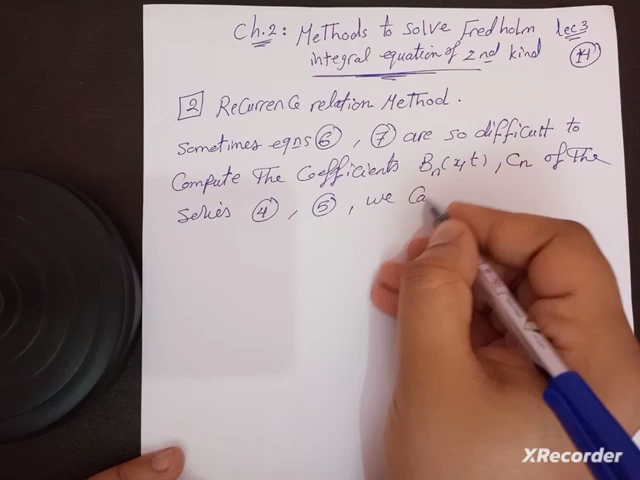 Ch.2: Methods to solve Fredholm lec3
integral equation of 2nd kind 14
2 Recurrence relation Method.
Sometimes eqns 6 , 7 are so difficult to
Compute The Coefficients Bn(x,t), Cn of The
Series 4 , 5 , we Ca
XRecorder